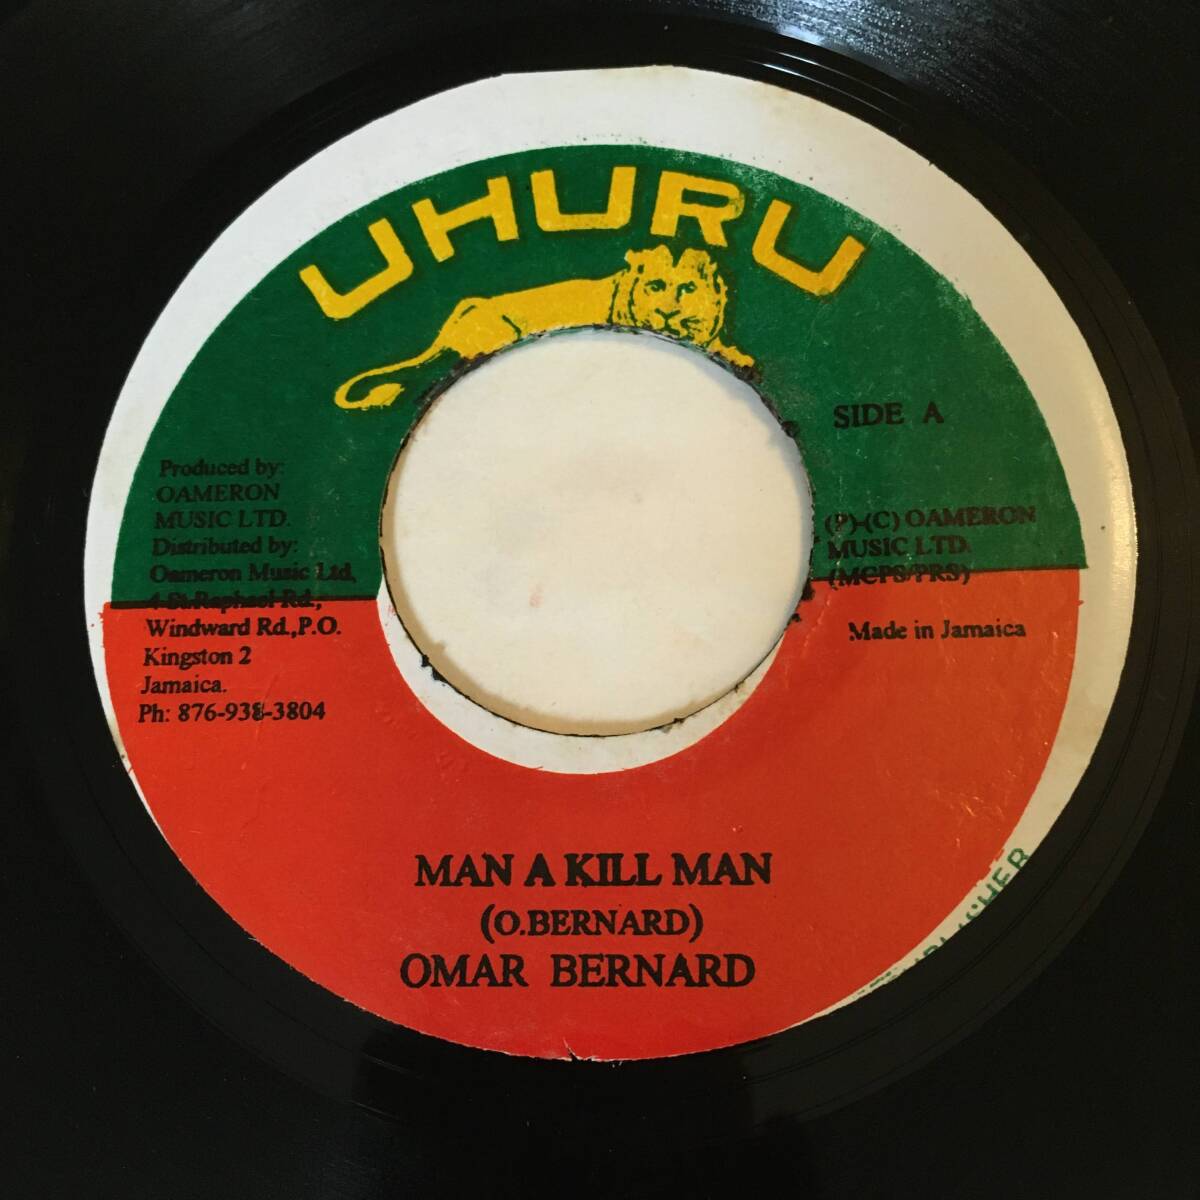 UHURU
SIDE A
Produced by:
OAMERON
MUSIC LTD.
Distributed by:
Oameron Music Ltd,
4 St.Raphael Rd.,
Windward Rd.,P.O.
Kingston 2
Jamaica.
Ph: 876-938-3804
(P)-(C) OAMERON
MUSIC LTD.
(MCPS/PRS)
Made in Jamaica
MAN A KILL MAN
(O.BERNARD)
OMAR BERNARD